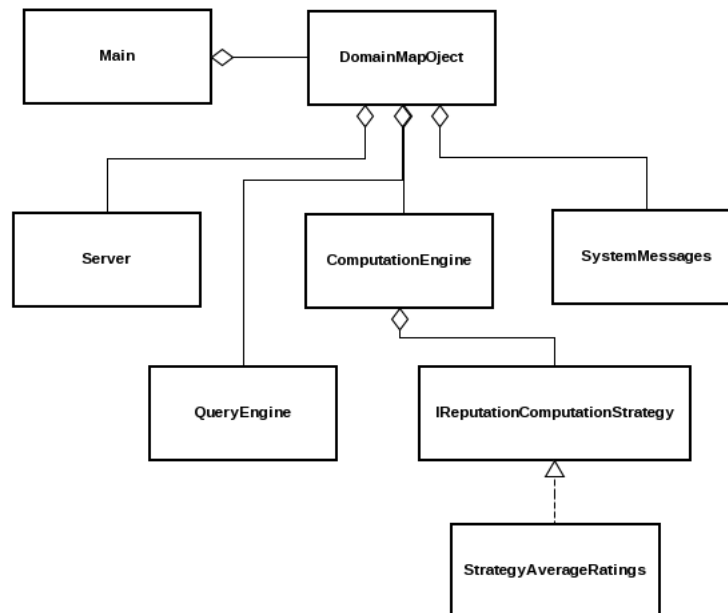 Main
DomainMapOject
Server
ComputationEngine
SystemMessages
QueryEngine
IReputationComputationStrategy
StrategyAverageRatings